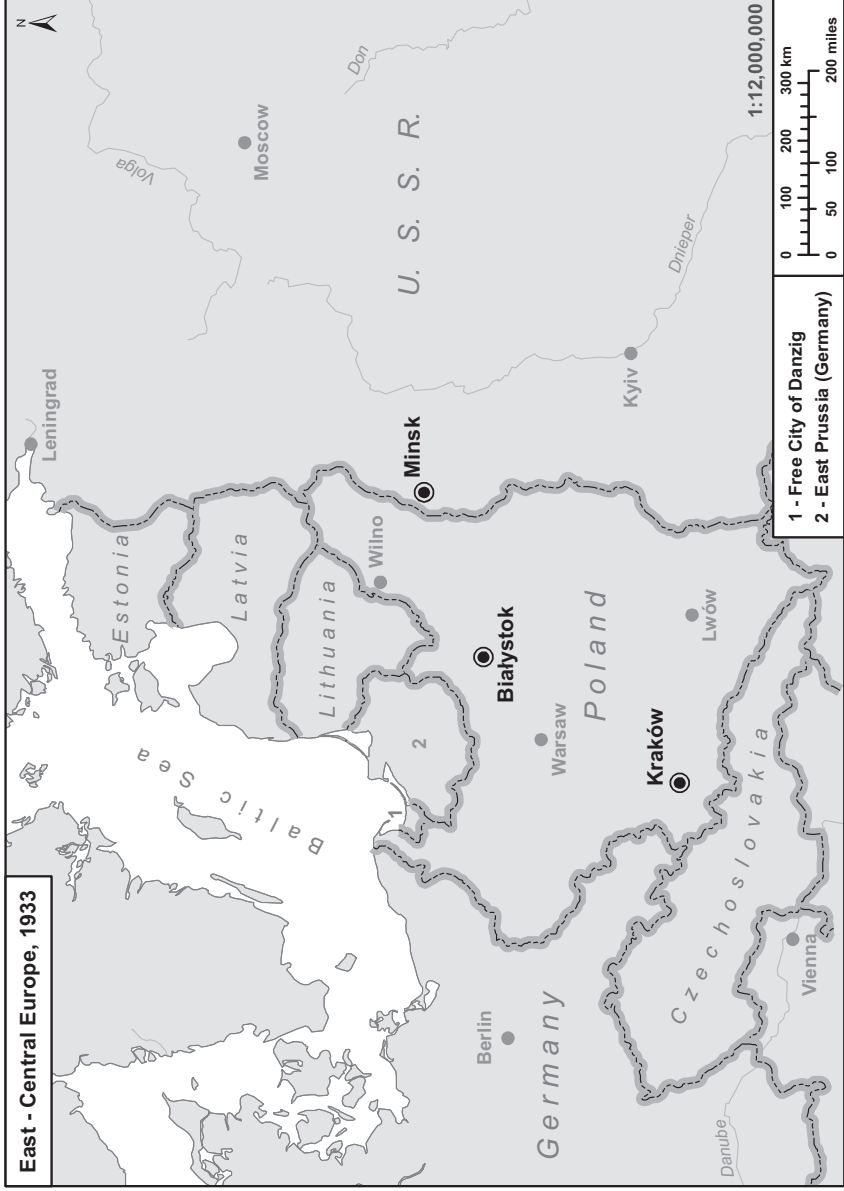 East - Central Europe, 1933
N
Leningrad
Volga
Moscow
Don
Estonia
Latvia
Baltic Sea
Lithuania
Wilno
Minsk
U. S. S. R.
1
2
Białystok
Berlin
Warsaw
Poland
Germany
Kraków
Lwów
Kyiv
Dnieper
Czechoslovakia
Danube
Vienna
1:12,000,000
1 - Free City of Danzig
2 - East Prussia (Germany)
0 100 200 300 km
0 50 100 200 miles